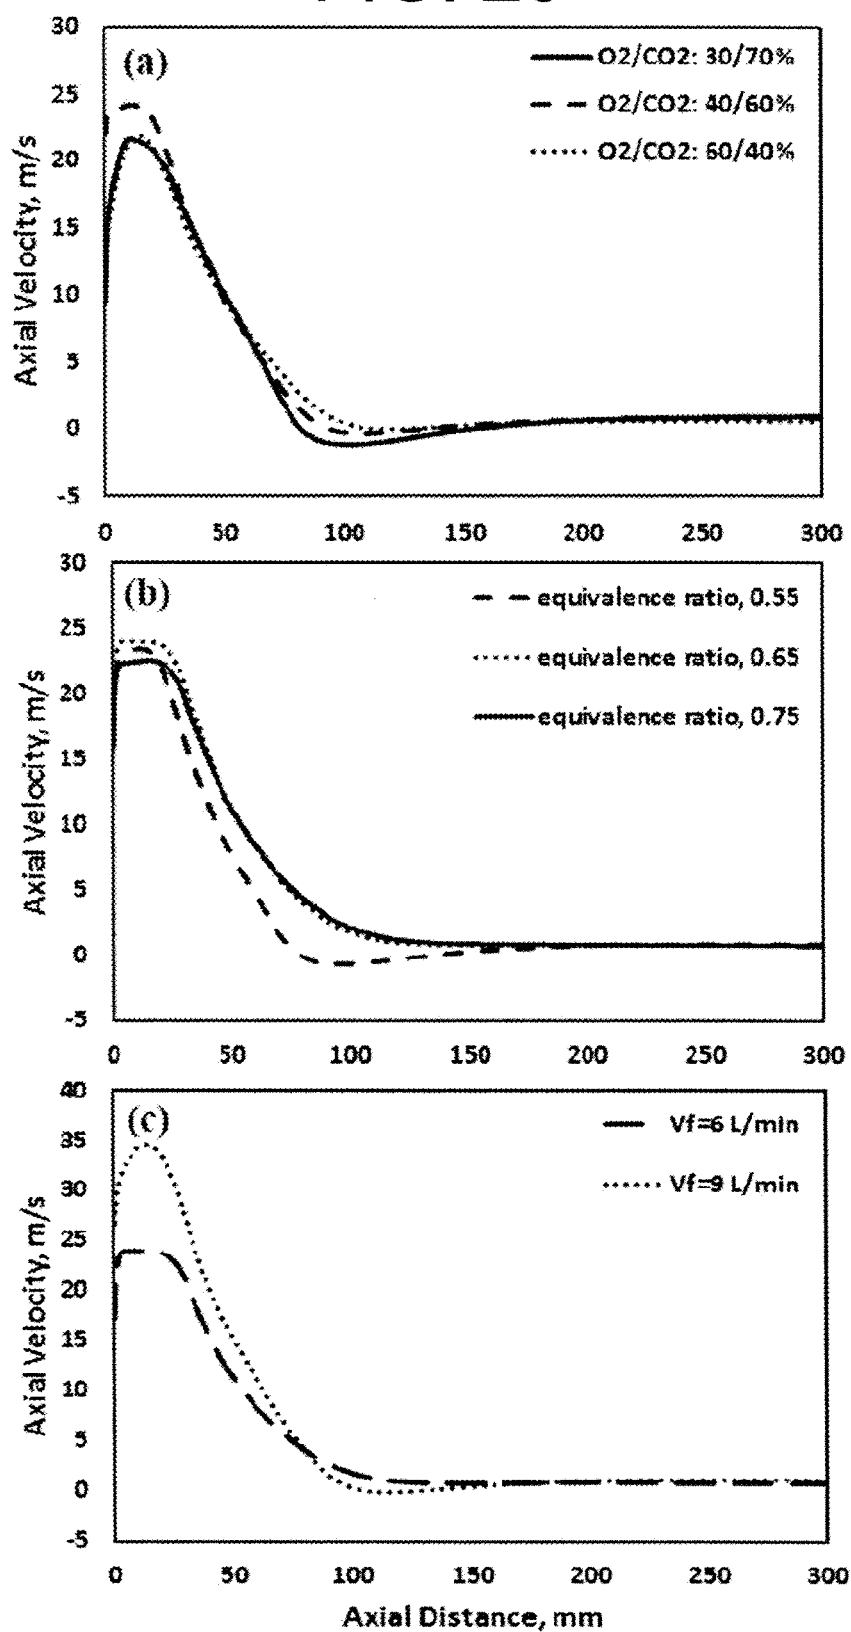 30
(a)
O2/CO2: 30/70%
25
O2/CO2: 40/60%
20
O2/CO2: 60/40%
15
10
5
0
-5
Axial Velocity, m/s
0 50 100 150 200 250 300
30
(b)
equivalence ratio, 0.55
25
equivalence ratio, 0.65
20
equivalence ratio, 0.75
15
10
5
0
-5
Axial Velocity, m/s
0 50 100 150 200 250 300
40
(c)
Vf=6 L/min
35
30
Vf=9 L/min
25
20
15
10
5
0
-5
Axial Velocity, m/s
0 50 100 150 200 250 300
Axial Distance, mm